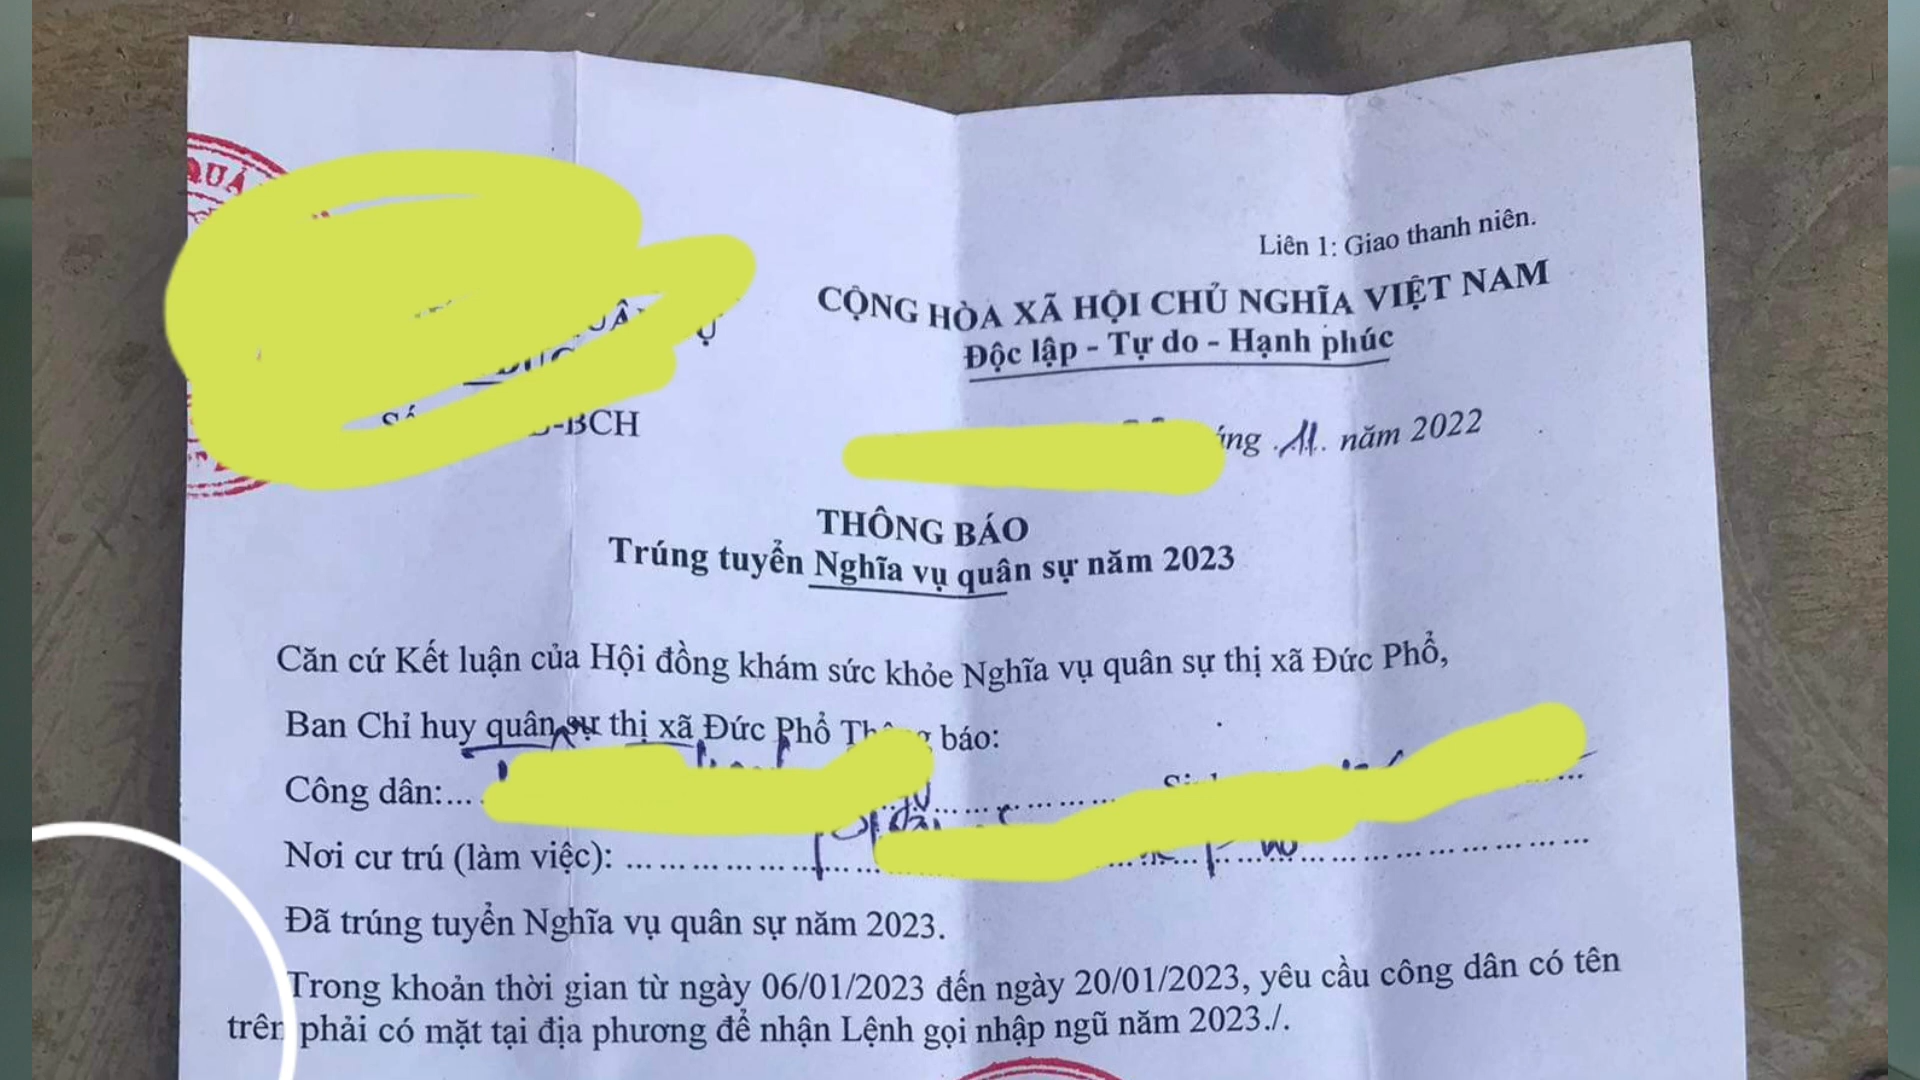 QUÂ
Liên 1: Giao thanh niên.
CỘNG HÒA XÃ HỘI CHỦ NGHĨA VIỆT NAM
Độc lập - Tự do - Hạnh phúc
-BCH
11. năm 2022
THÔNG BÁO
Trúng tuyển Nghĩa vụ quân sự năm 2023
Căn cứ Kết luận của Hội đồng khám sức khỏe Nghĩa vụ quân sự thị xã Đức Phổ,
Ban Chỉ huy quân sự thị xã Đức Phổ báo:
Công dân:
Nơi cư trú (làm việc):
Đã trúng tuyển Nghĩa vụ quân sự năm 2023.
Trong khoản thời gian từ ngày 06/01/2023 đến ngày 20/01/2023, yêu cầu công dân có tên
trên phải có mặt tại địa phương để nhận Lệnh gọi nhập ngũ năm 2023./.